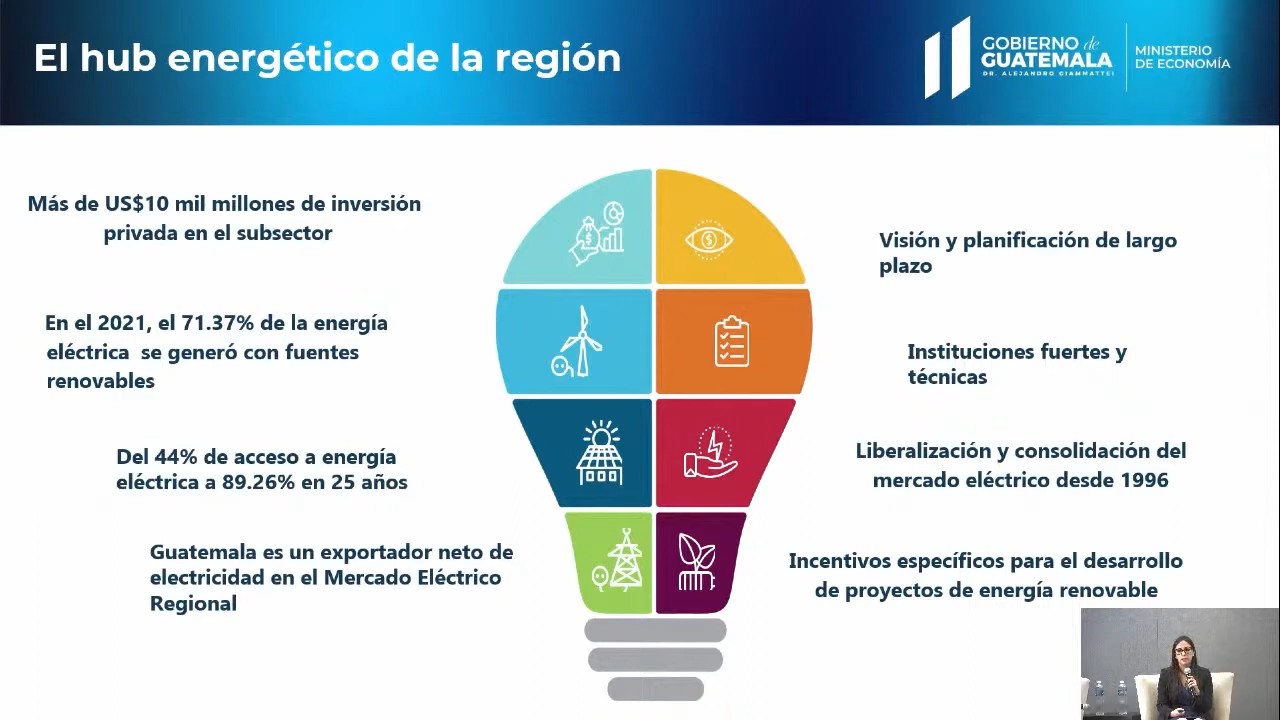 El hub energético de la región
GOBIERNO de
GUATEMALA
DR. ALEJANDRO GIAMMATTEI
MINISTERIO
DE ECONOMÍA
Más de US$10 mil millones de inversión
privada en el subsector
En el 2021, el 71.37% de la energía
eléctrica se generó con fuentes
renovables
Del 44% de acceso a energía
eléctrica a 89.26% en 25 años
Guatemala es un exportador neto de
electricidad en el Mercado Eléctrico
Regional
Visión y planificación de largo
plazo
Instituciones fuertes y
técnicas
Liberalización y consolidación del
mercado eléctrico desde 1996
Incentivos específicos para el desarrollo
de proyectos de energía renovable